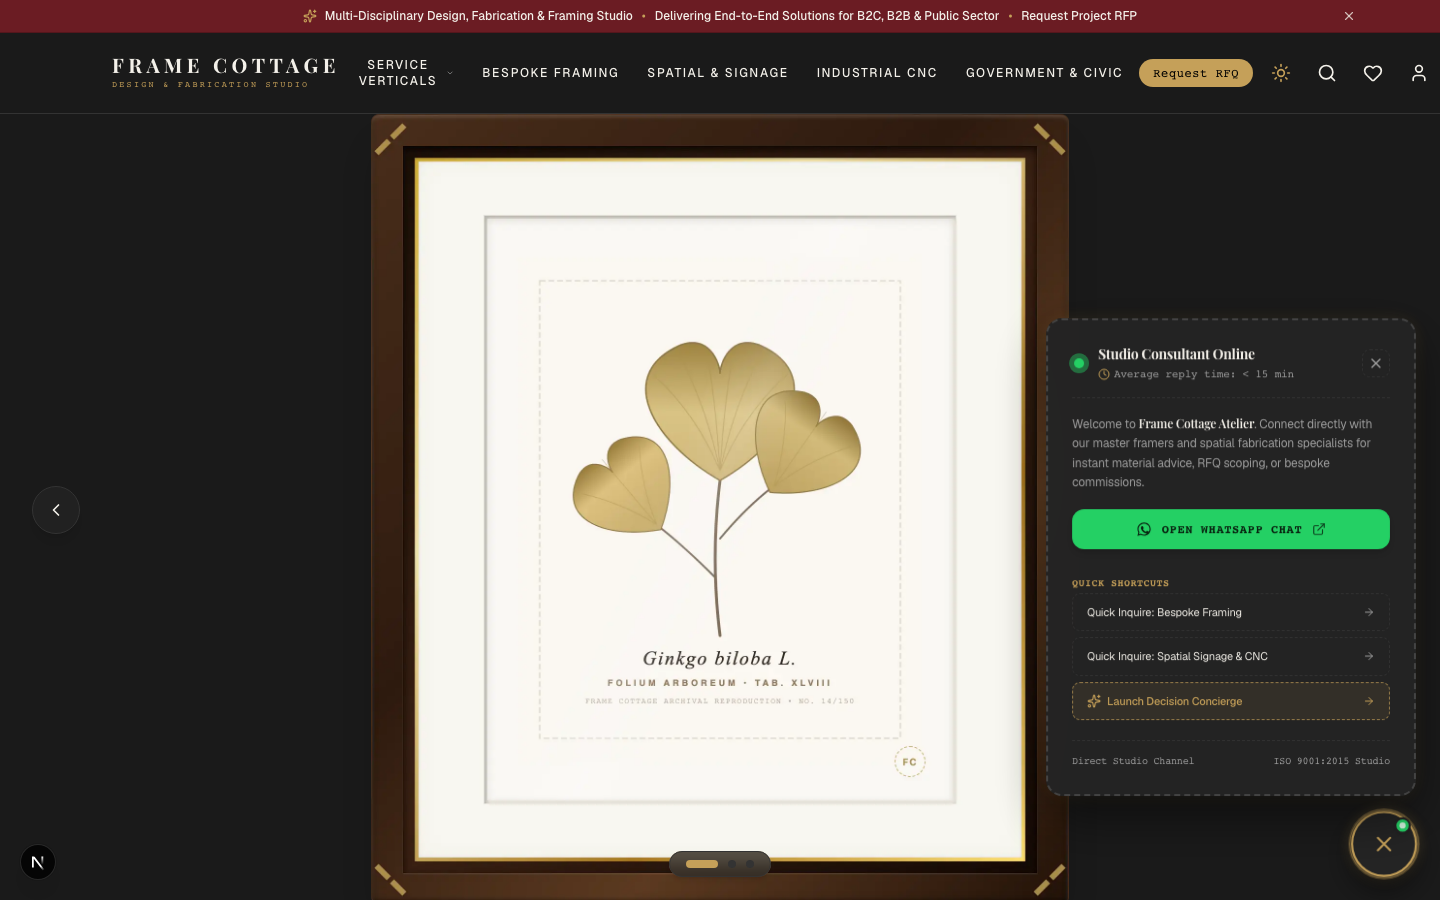 Multi-Disciplinary Design, Fabrication & Framing Studio • Delivering End-to-End Solutions for B2C, B2B & Public Sector • Request Project RFP
FRAME COTTAGE
DESIGN & FABRICATION STUDIO
SERVICE
VERTICALS
BESPOKE FRAMING
SPATIAL & SIGNAGE
INDUSTRIAL CNC
GOVERNMENT & CIVIC
Request RFQ
Ginkgo biloba L.
FOLIUM ARBOREUM · TAB. XLVIII
FRAME COTTAGE ARCHIVAL REPRODUCTION • NO. 14/150
FC
Studio Consultant Online
Average reply time: < 15 min
Welcome to Frame Cottage Atelier. Connect directly with
our master framers and spatial fabrication specialists for
instant material advice, RFQ scoping, or bespoke
commissions.
OPEN WHATSAPP CHAT
QUICK SHORTCUTS
Quick Inquire: Bespoke Framing
Quick Inquire: Spatial Signage & CNC
Launch Decision Concierge
Direct Studio Channel
ISO 9001:2015 Studio
N